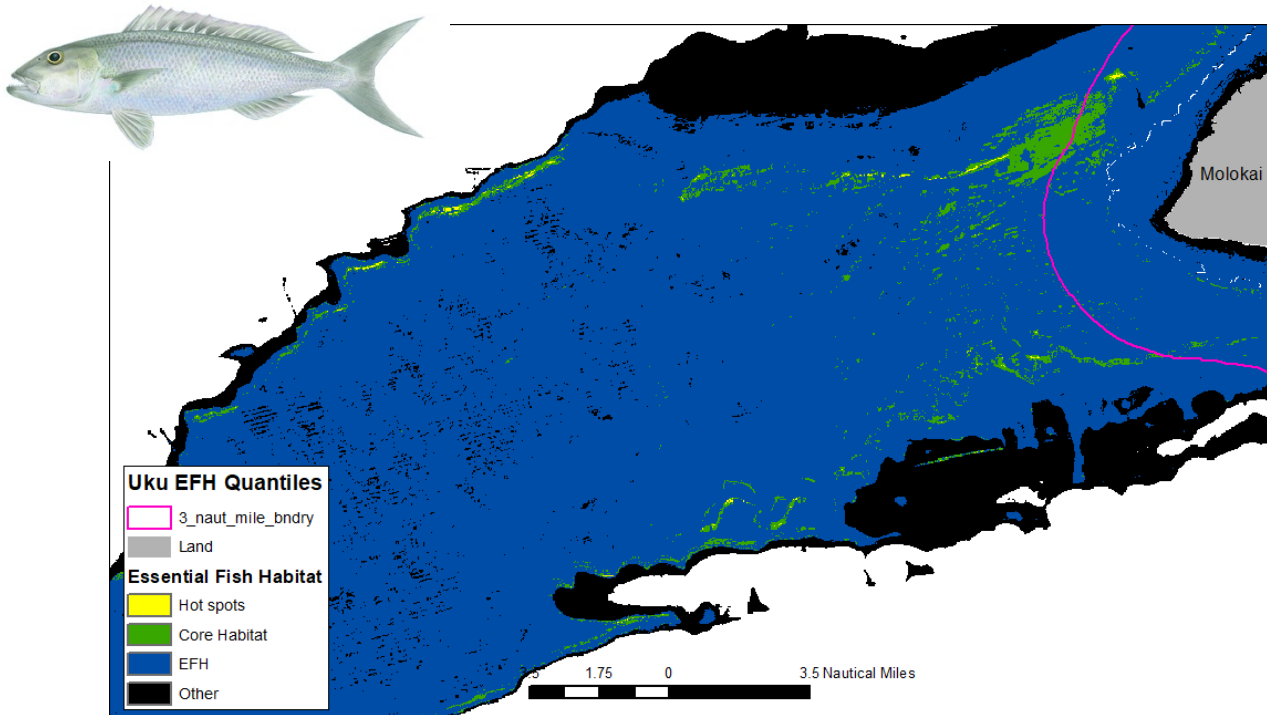 Molokai
Uku EFH Quantiles
3_naut_mile_bndry
Land
Essential Fish Habitat
Hot spots
Core Habitat
EFH
Other
1.75 0 3.5 Nautical Miles